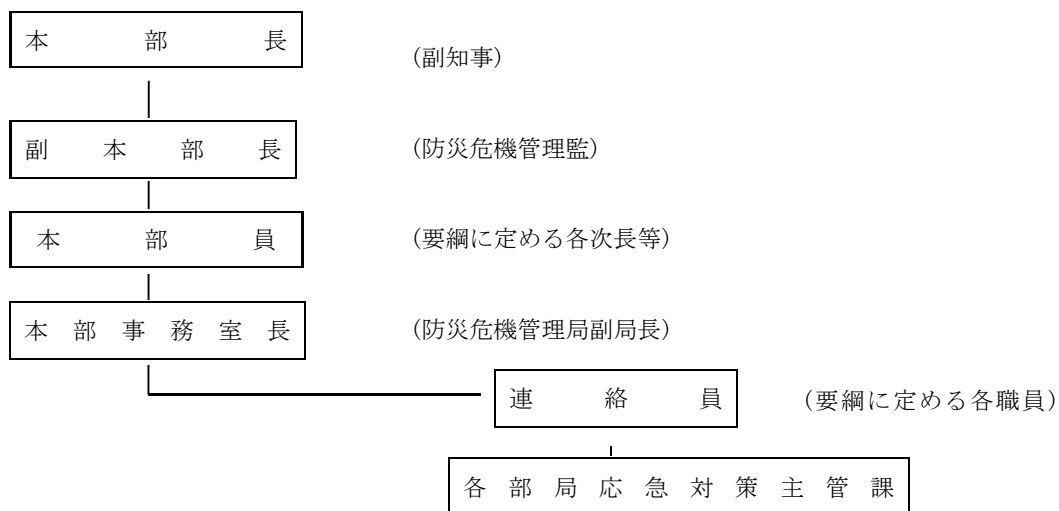 本部長 (副知事)
副本部長 (防災危機管理監)
本部員 (要綱に定める各次長等)
本部事務室長 (防災危機管理局副局長)
連絡員 (要綱に定める各職員)
各部局応急対策主管課